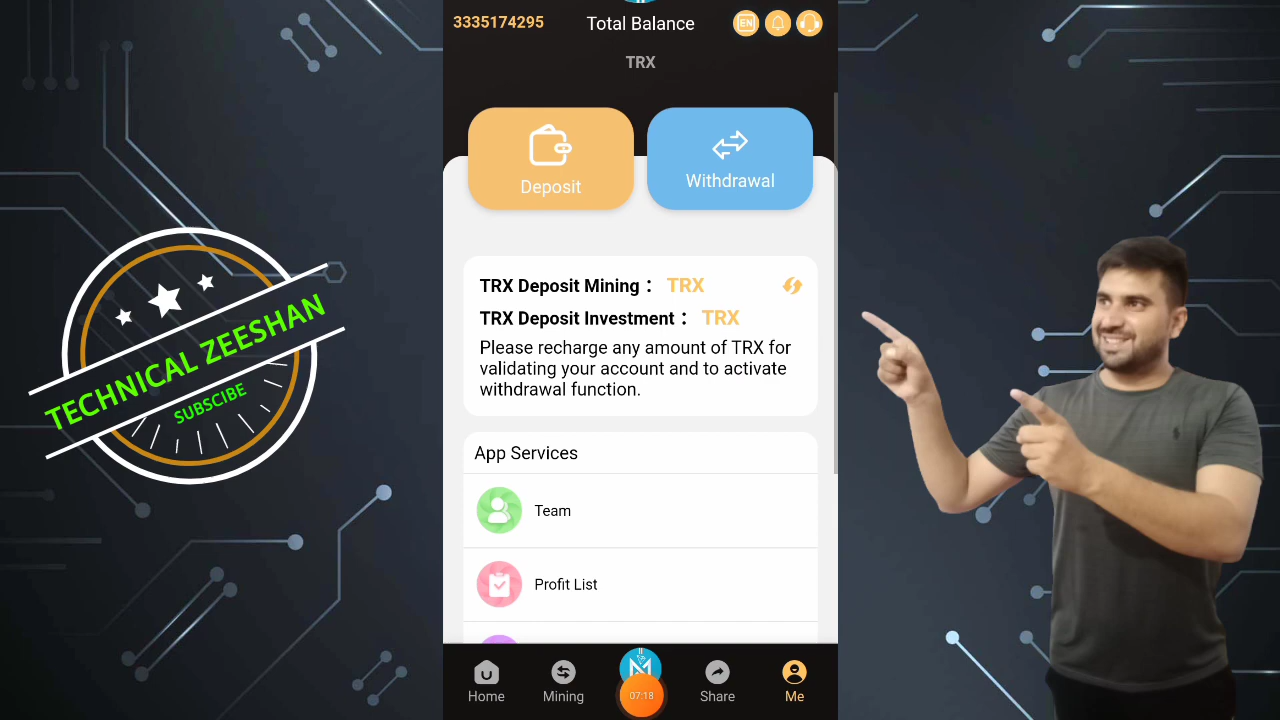 3335174295
Total Balance
EN
TRX
Deposit
Withdrawal
TRX Deposit Mining : TRX
TRX Deposit Investment : TRX
Please recharge any amount of TRX for
validating your account and to activate
withdrawal function.
App Services
Team
Profit List
Home
Mining
07:18
Share
Me
TECHNICAL ZEESHAN
SUBSCIBE